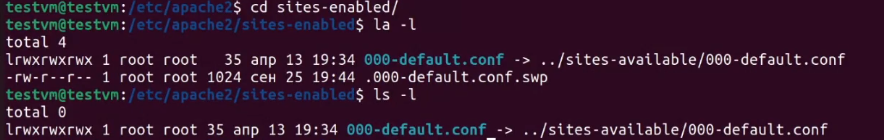 testvm@testvm:/etc/apache2$ cd sites-enabled/
testvm@testvm:/etc/apache2/sites-enabled$ la -l
total 4
lrwxrwxrwx 1 root root   35 апр 13 19:34 000-default.conf -> ../sites-available/000-default.conf
-rw-r--r-- 1 root root 1024 сен 25 19:44 .000-default.conf.swp
testvm@testvm:/etc/apache2/sites-enabled$ ls -l
total 0
lrwxrwxrwx 1 root root 35 апр 13 19:34 000-default.conf -> ../sites-available/000-default.conf